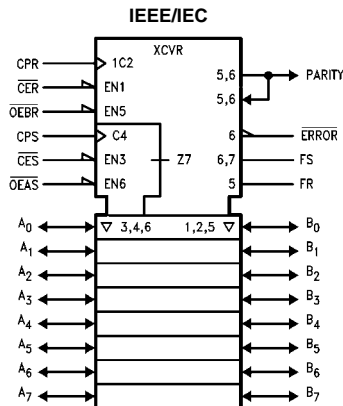 IEEE/IEC
XCVR
CPR 1C2 5,6 PARITY
CER EN1 5,6
OEBR EN5
CPS C4 6 ERROR
CES EN3 Z7 6,7 FS
OEAS EN6 5 FR
A0 ▽ 3,4,6 1,2,5 ▽ B0
A1 B1
A2 B2
A3 B3
A4 B4
A5 B5
A6 B6
A7 B7